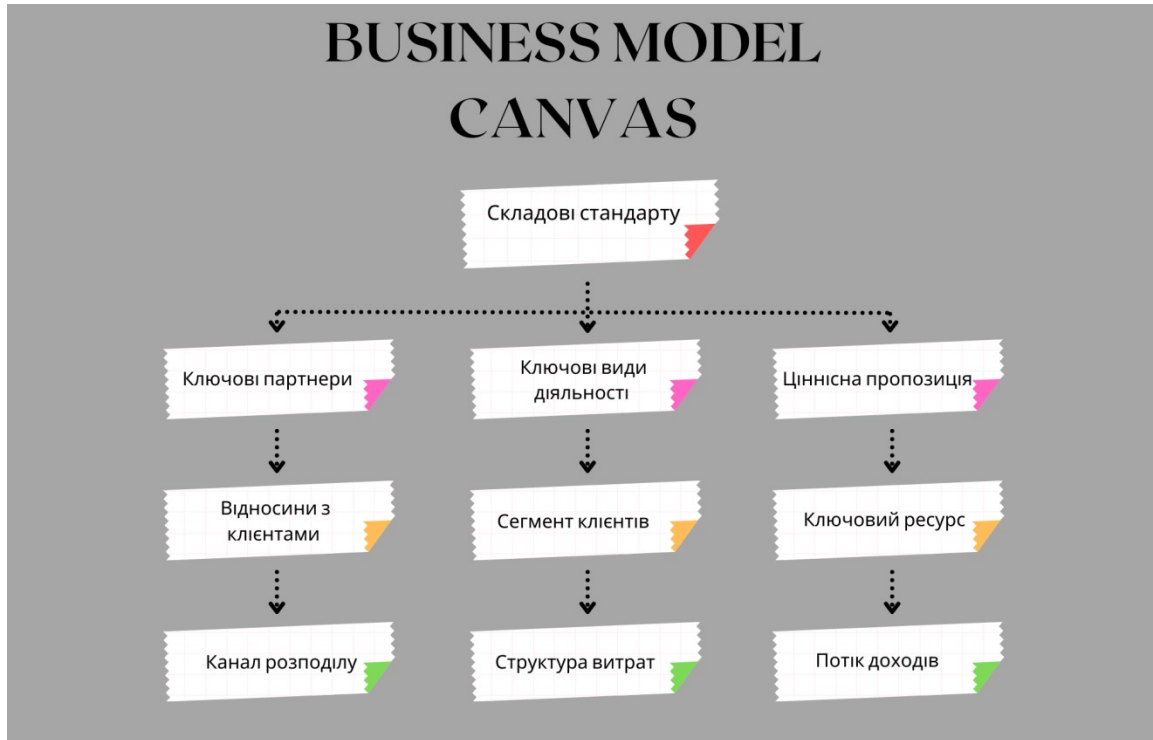 BUSINESS MODEL
CANVAS
Складові стандарту
Ключові партнери
Ключові види
діяльності
Ціннісна пропозиція
Відносини з
клієнтами
Сегмент клієнтів
Ключовий ресурс
Канал розподілу
Структура витрат
Потік доходів